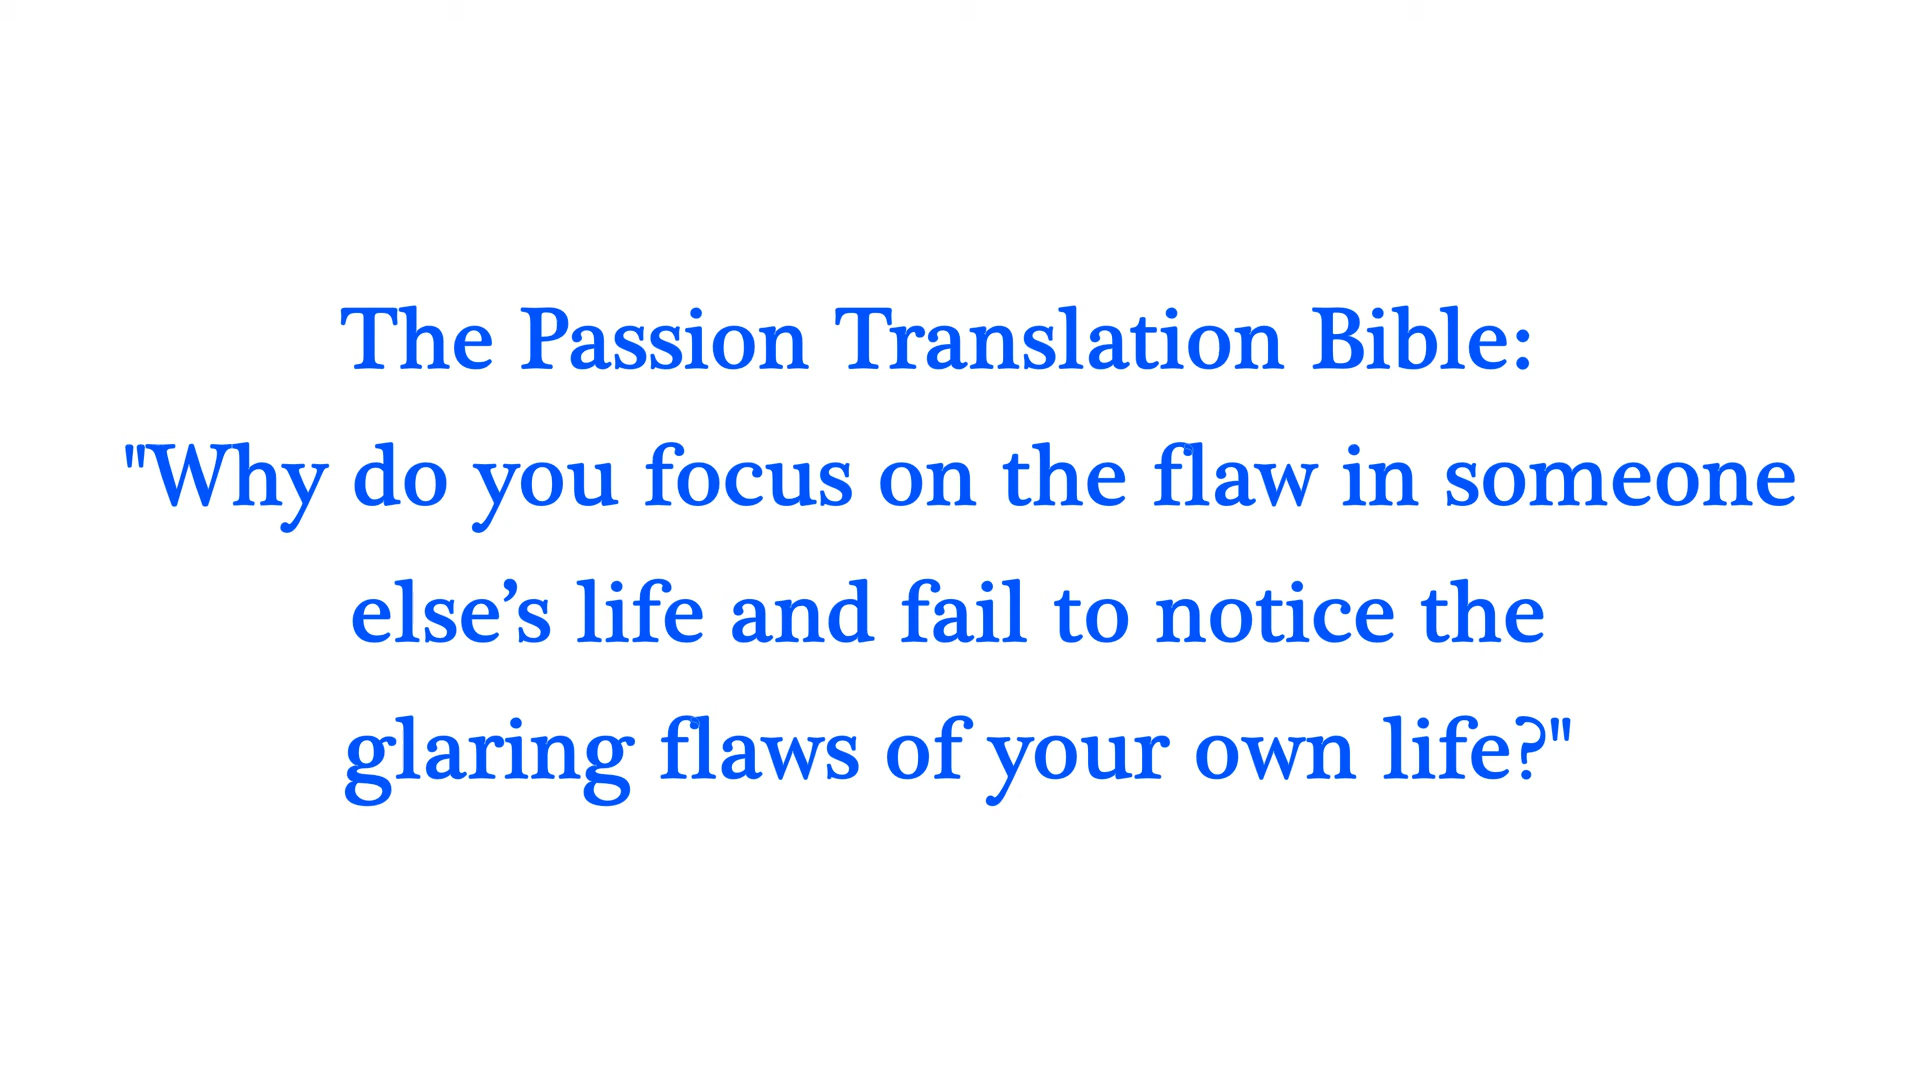 The Passion Translation Bible:
"Why do you focus on the flaw in someone
else’s life and fail to notice the
glaring flaws of your own life?"